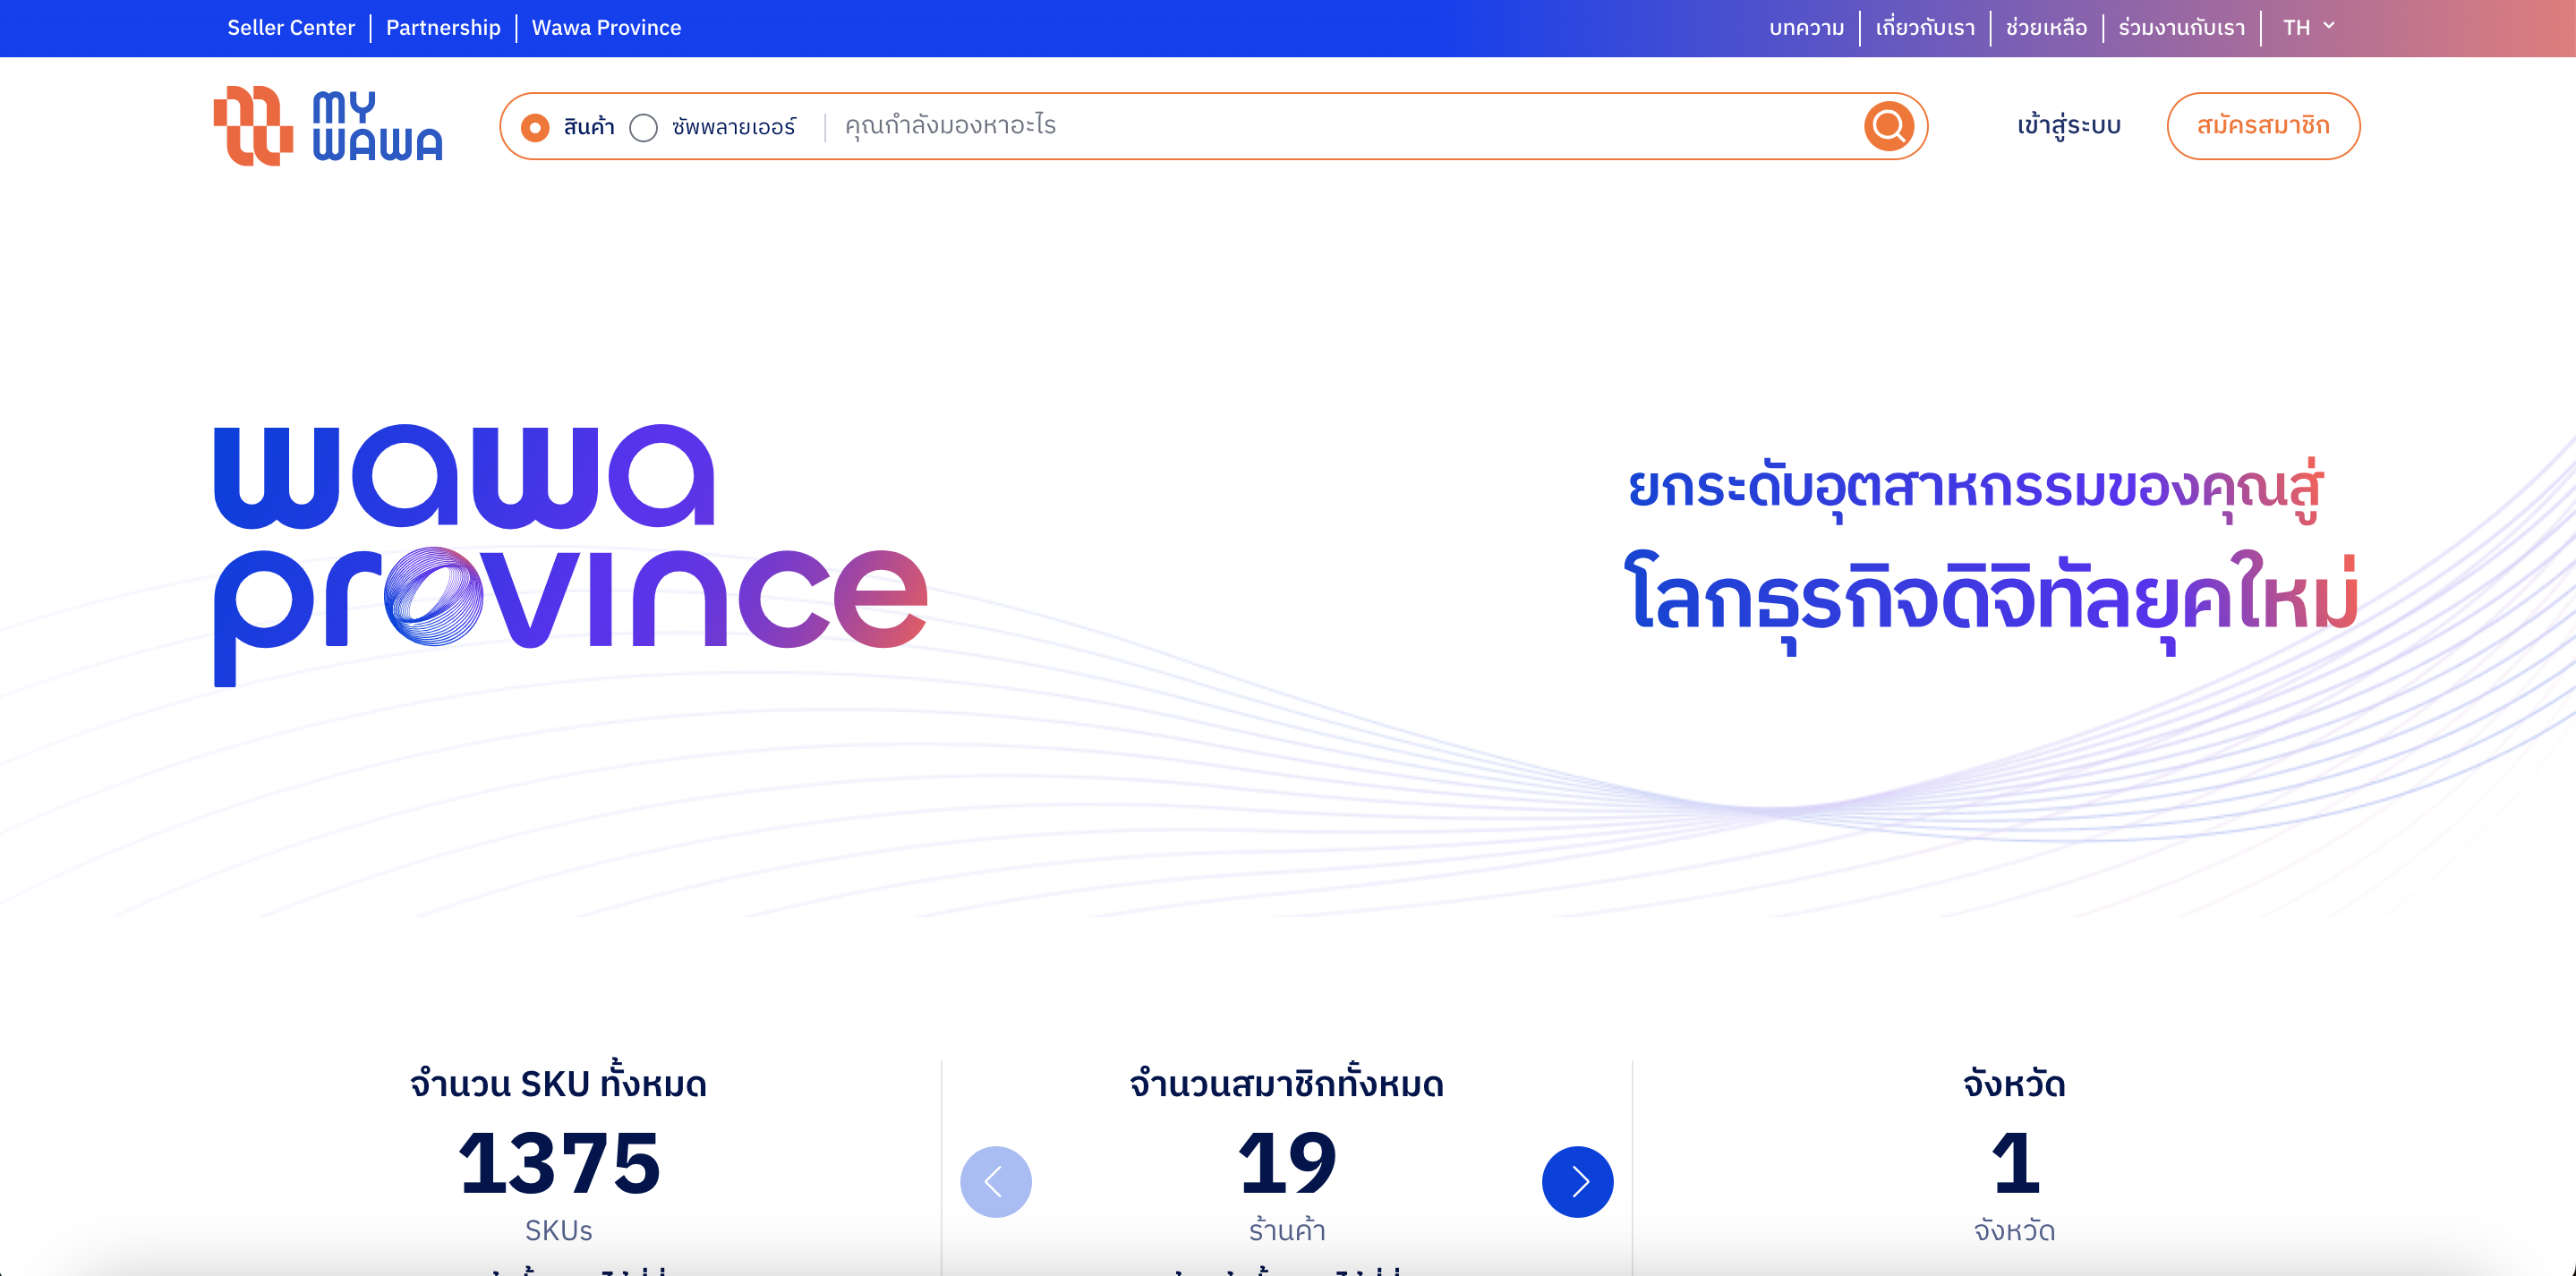 Seller Center
Partnership
Wawa Province
บทความ
เกี่ยวกับเรา
ช่วยเหลือ
ร่วมงานกับเรา
TH
MY
WAWA
สินค้า
ซัพพลายเออร์
คุณกำลังมองหาอะไร
เข้าสู่ระบบ
สมัครสมาชิก
wawa
province
ยกระดับอุตสาหกรรมของคุณสู่
โลกธุรกิจดิจิทัลยุคใหม่
จำนวน SKU ทั้งหมด
1375
SKUs
จำนวนสมาชิกทั้งหมด
19
ร้านค้า
จังหวัด
1
จังหวัด